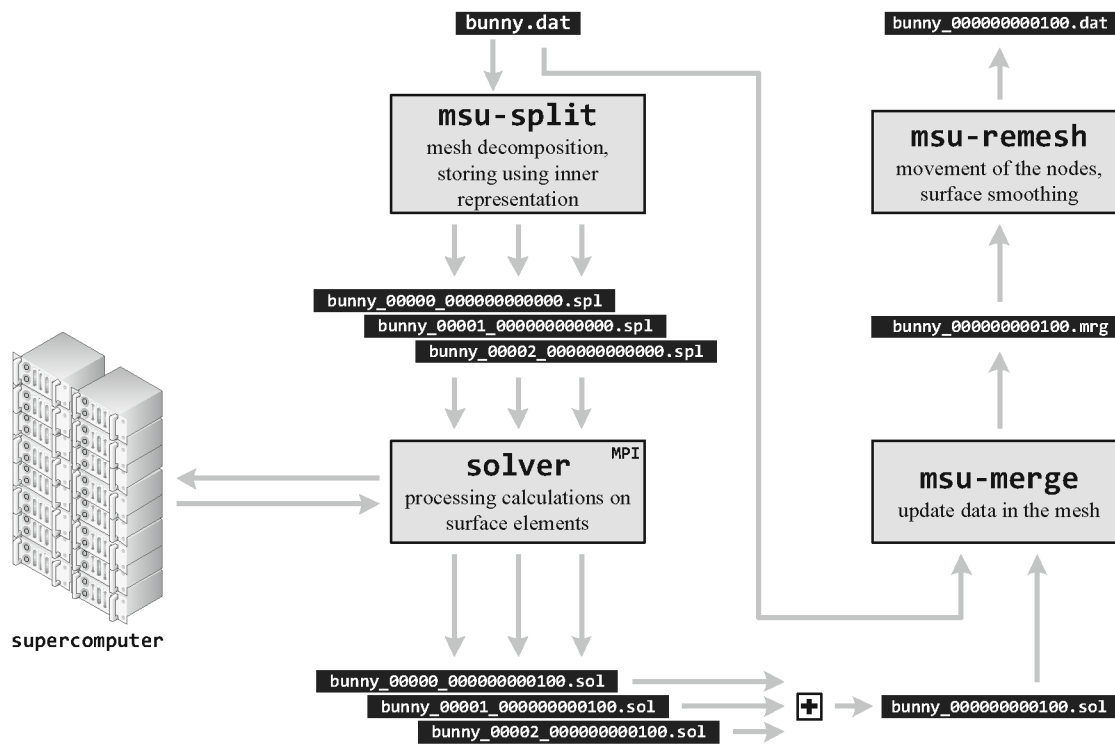 bunny.dat
msu-split
mesh decomposition,
storing using inner
representation
bunny_00000_000000000000.spl
bunny_00001_000000000000.spl
bunny_00002_000000000000.spl
solver
MPI
processing calculations on
surface elements
supercomputer
bunny_00000_000000000100.sol
bunny_00001_000000000100.sol
bunny_00002_000000000100.sol
+
bunny_000000000100.sol
msu-merge
update data in the mesh
bunny_000000000100.mrg
msu-remesh
movement of the nodes,
surface smoothing
bunny_000000000100.dat